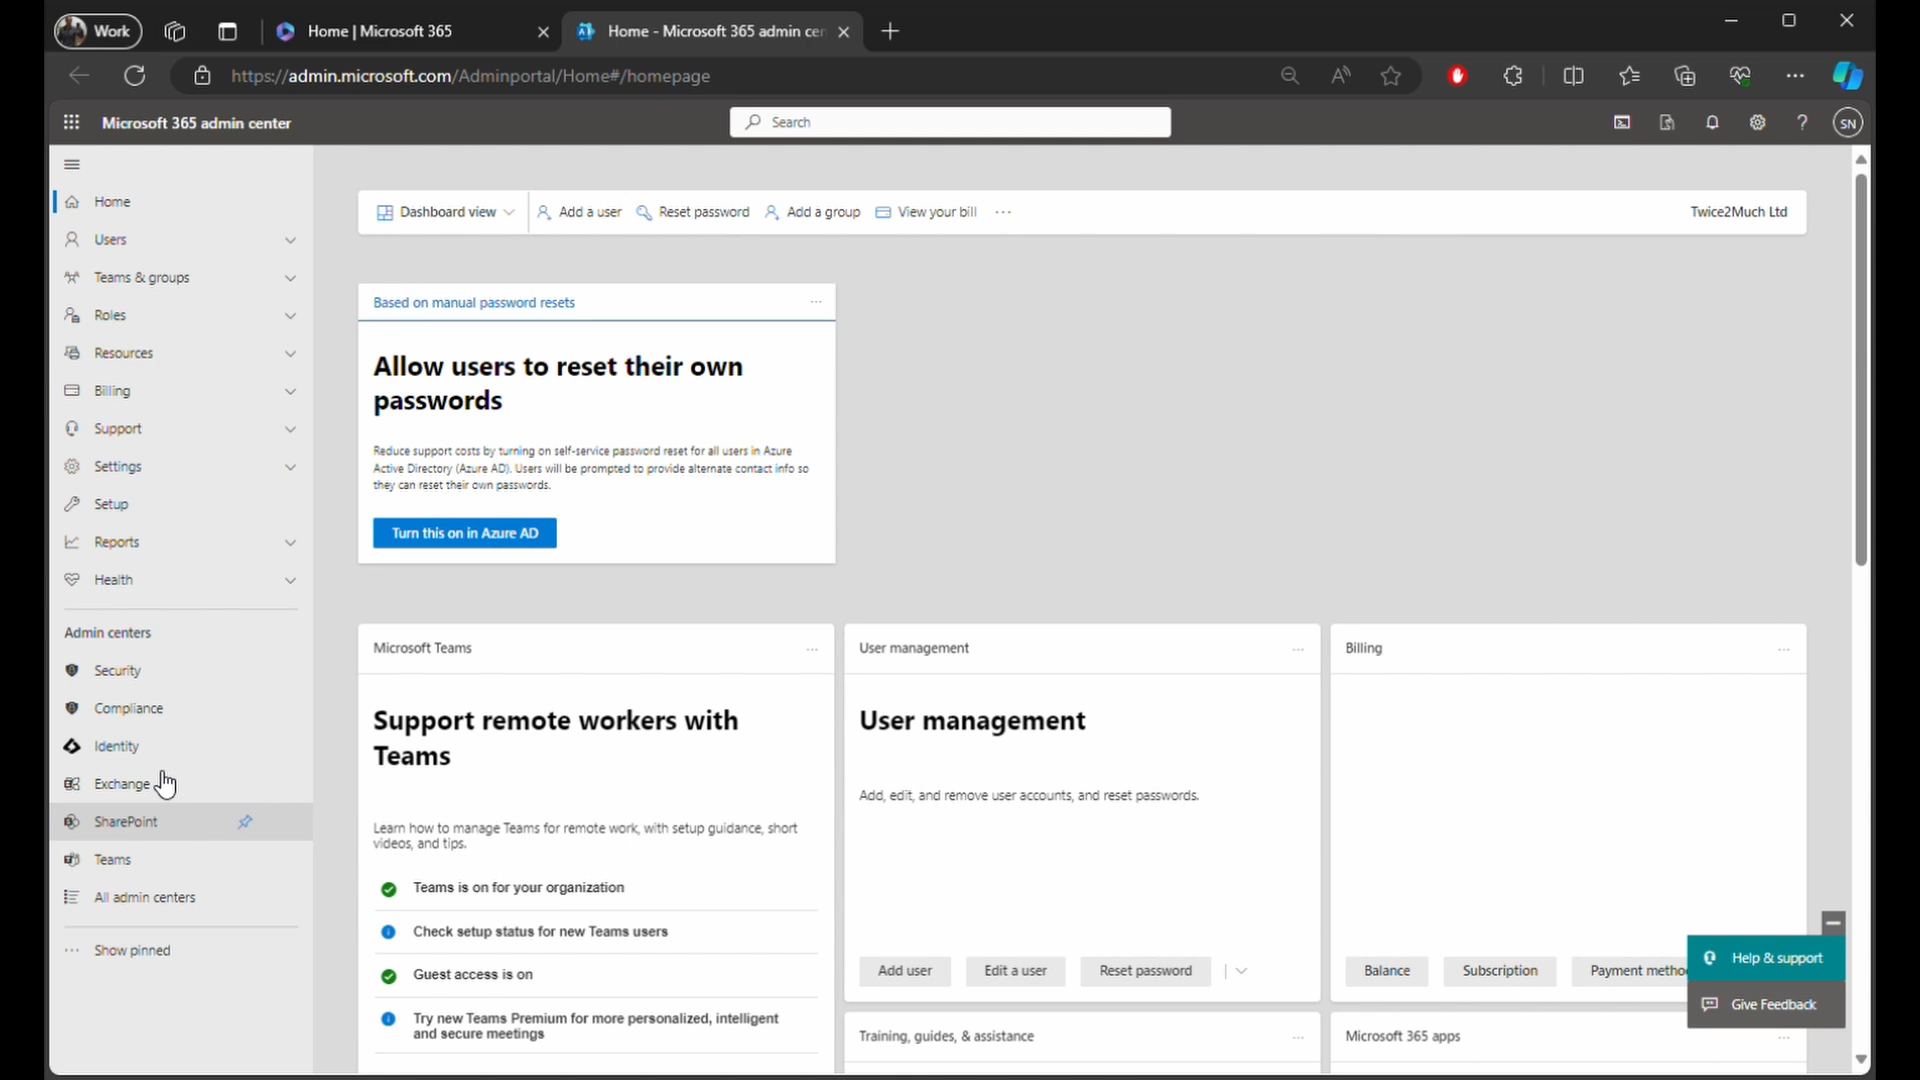 Work
Home | Microsoft 365
Home - Microsoft 365 admin cen
https://admin.microsoft.com/Adminportal/Home#/homepage
Microsoft 365 admin center
Search
SN
Home
Users
Teams & groups
Roles
Resources
Billing
Support
Settings
Setup
Reports
Health
Admin centers
Security
Compliance
Identity
Exchange
SharePoint
Teams
All admin centers
Show pinned
Dashboard view
Add a user
Reset password
Add a group
View your bill
Twice2Much Ltd
Based on manual password resets
Allow users to reset their own
passwords
Reduce support costs by turning on self-service password reset for all users in Azure
Active Directory (Azure AD). Users will be prompted to provide alternate contact info so
they can reset their own passwords.
Turn this on in Azure AD
Microsoft Teams
Support remote workers with
Teams
Learn how to manage Teams for remote work, with setup guidance, short
videos, and tips.
Teams is on for your organization
Check setup status for new Teams users
Guest access is on
Try new Teams Premium for more personalized, intelligent
and secure meetings
User management
User management
Add, edit, and remove user accounts, and reset passwords.
Add user
Edit a user
Reset password
Training, guides, & assistance
Billing
Balance
Subscription
Payment metho
Microsoft 365 apps
Help & support
Give Feedback